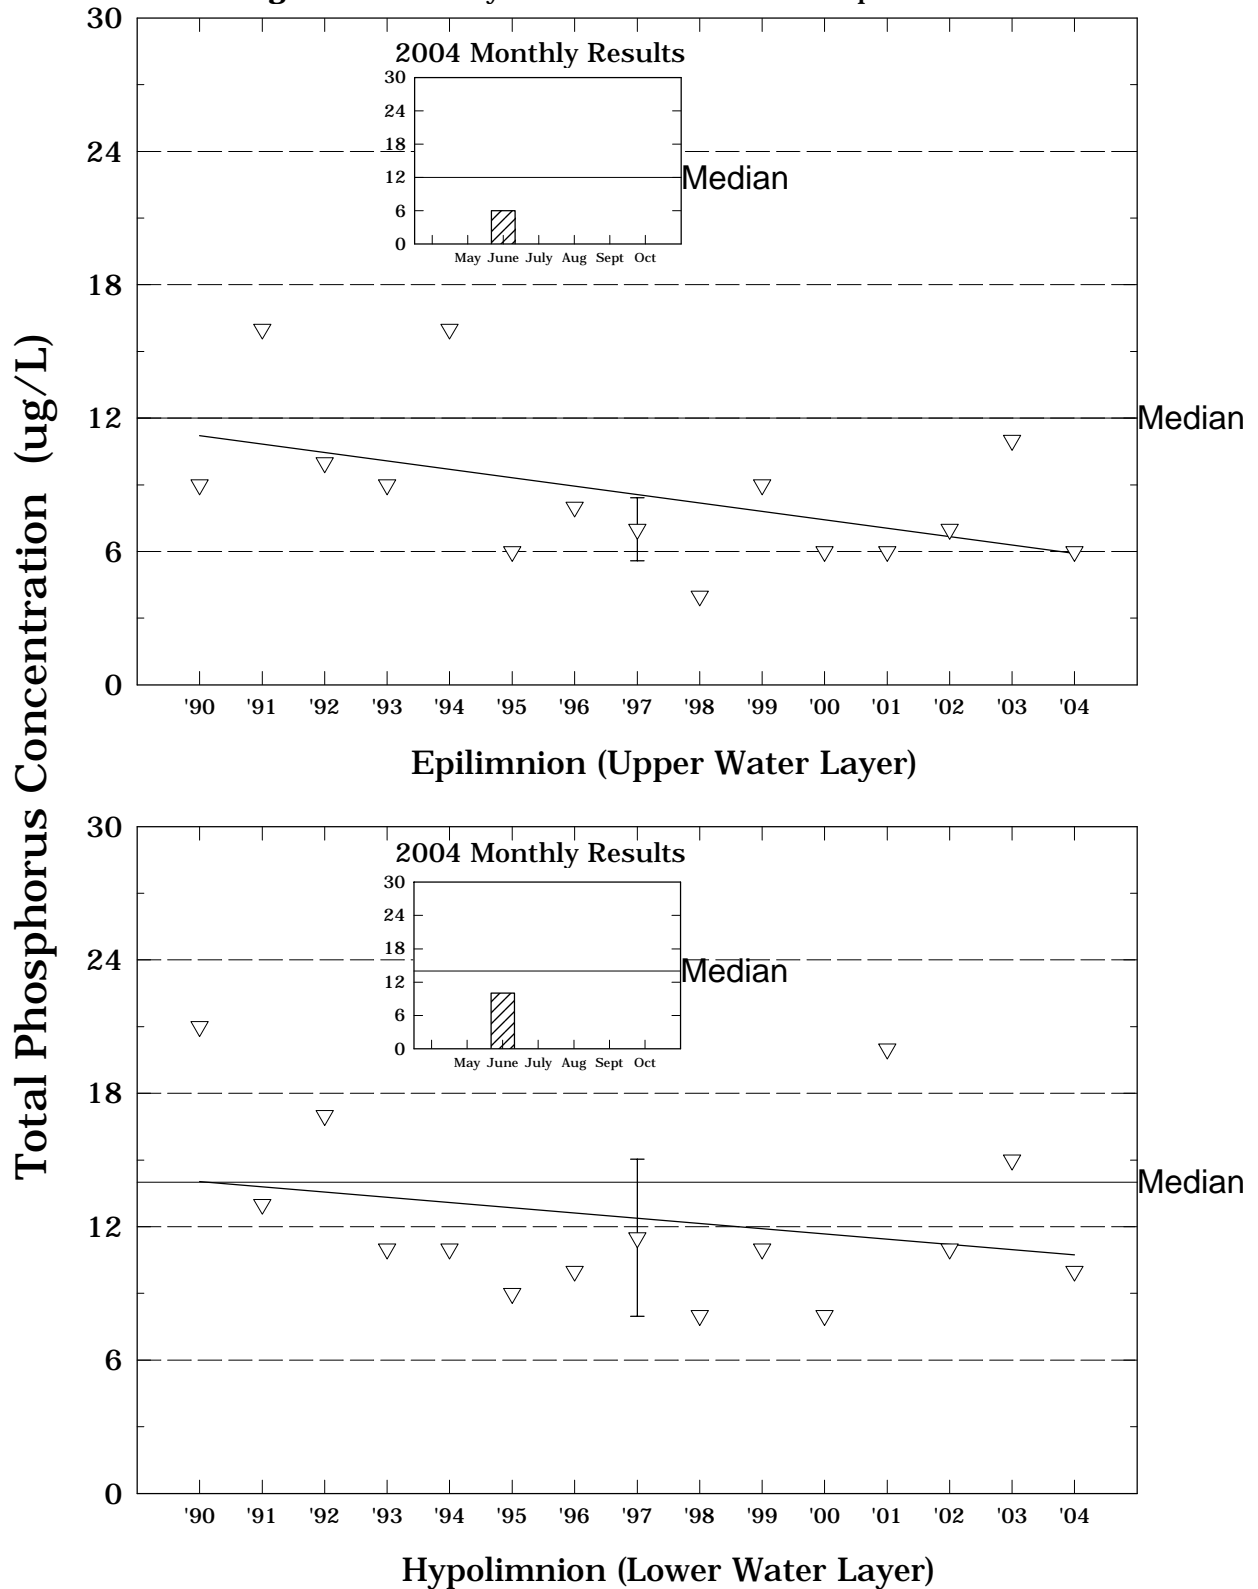 2004 Monthly Results
30
24
18
12
6
0
Median
May June July Aug Sept Oct
30
24
18
12
6
0
Median
'90 '91 '92 '93 '94 '95 '96 '97 '98 '99 '00 '01 '02 '03 '04
Epilimnion (Upper Water Layer)
Total Phosphorus Concentration (ug/L)
2004 Monthly Results
30
24
18
12
6
0
Median
May June July Aug Sept Oct
30
24
18
12
6
0
Median
'90 '91 '92 '93 '94 '95 '96 '97 '98 '99 '00 '01 '02 '03 '04
Hypolimnion (Lower Water Layer)